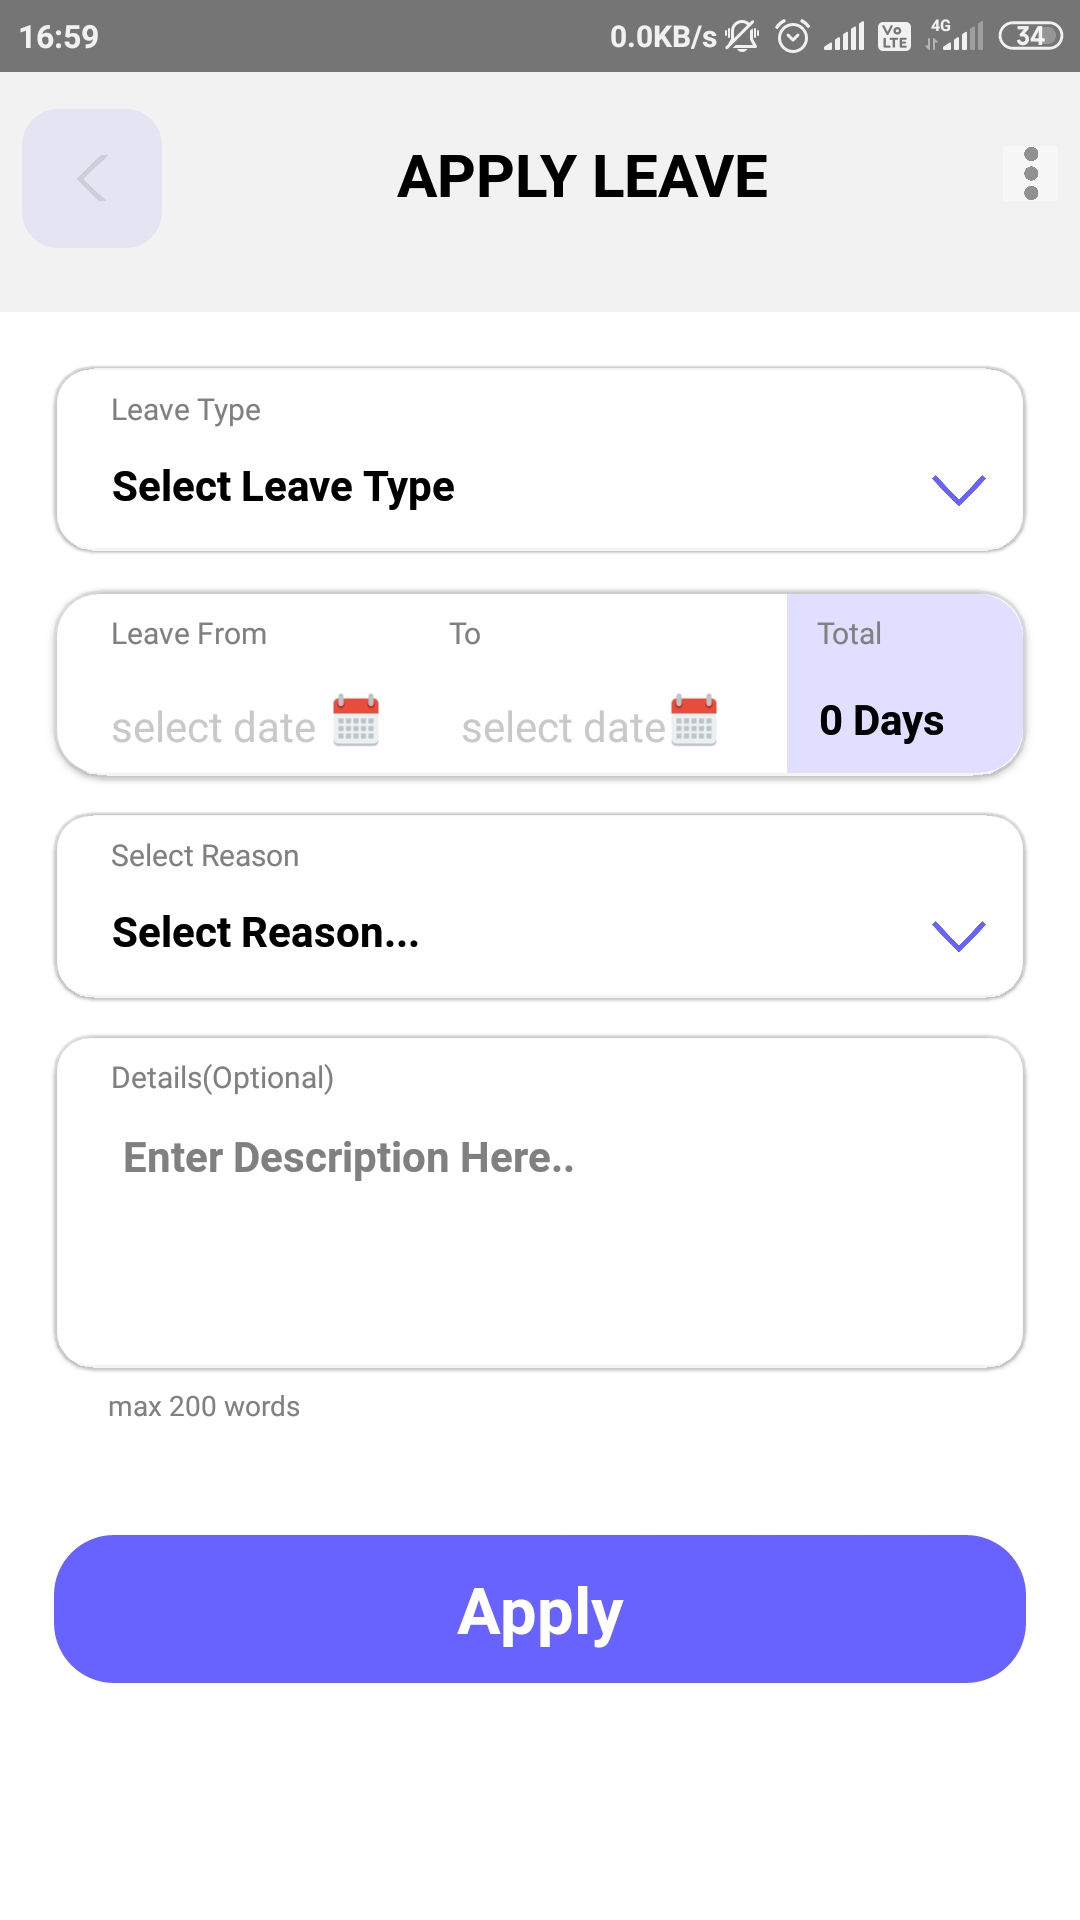 16:59 0.0KB/s Vo LTE 4G 34
APPLY LEAVE
Leave Type
Select Leave Type
Leave From To Total
select date select date 0 Days
Select Reason
Select Reason...
Details(Optional)
Enter Description Here..
max 200 words
Apply